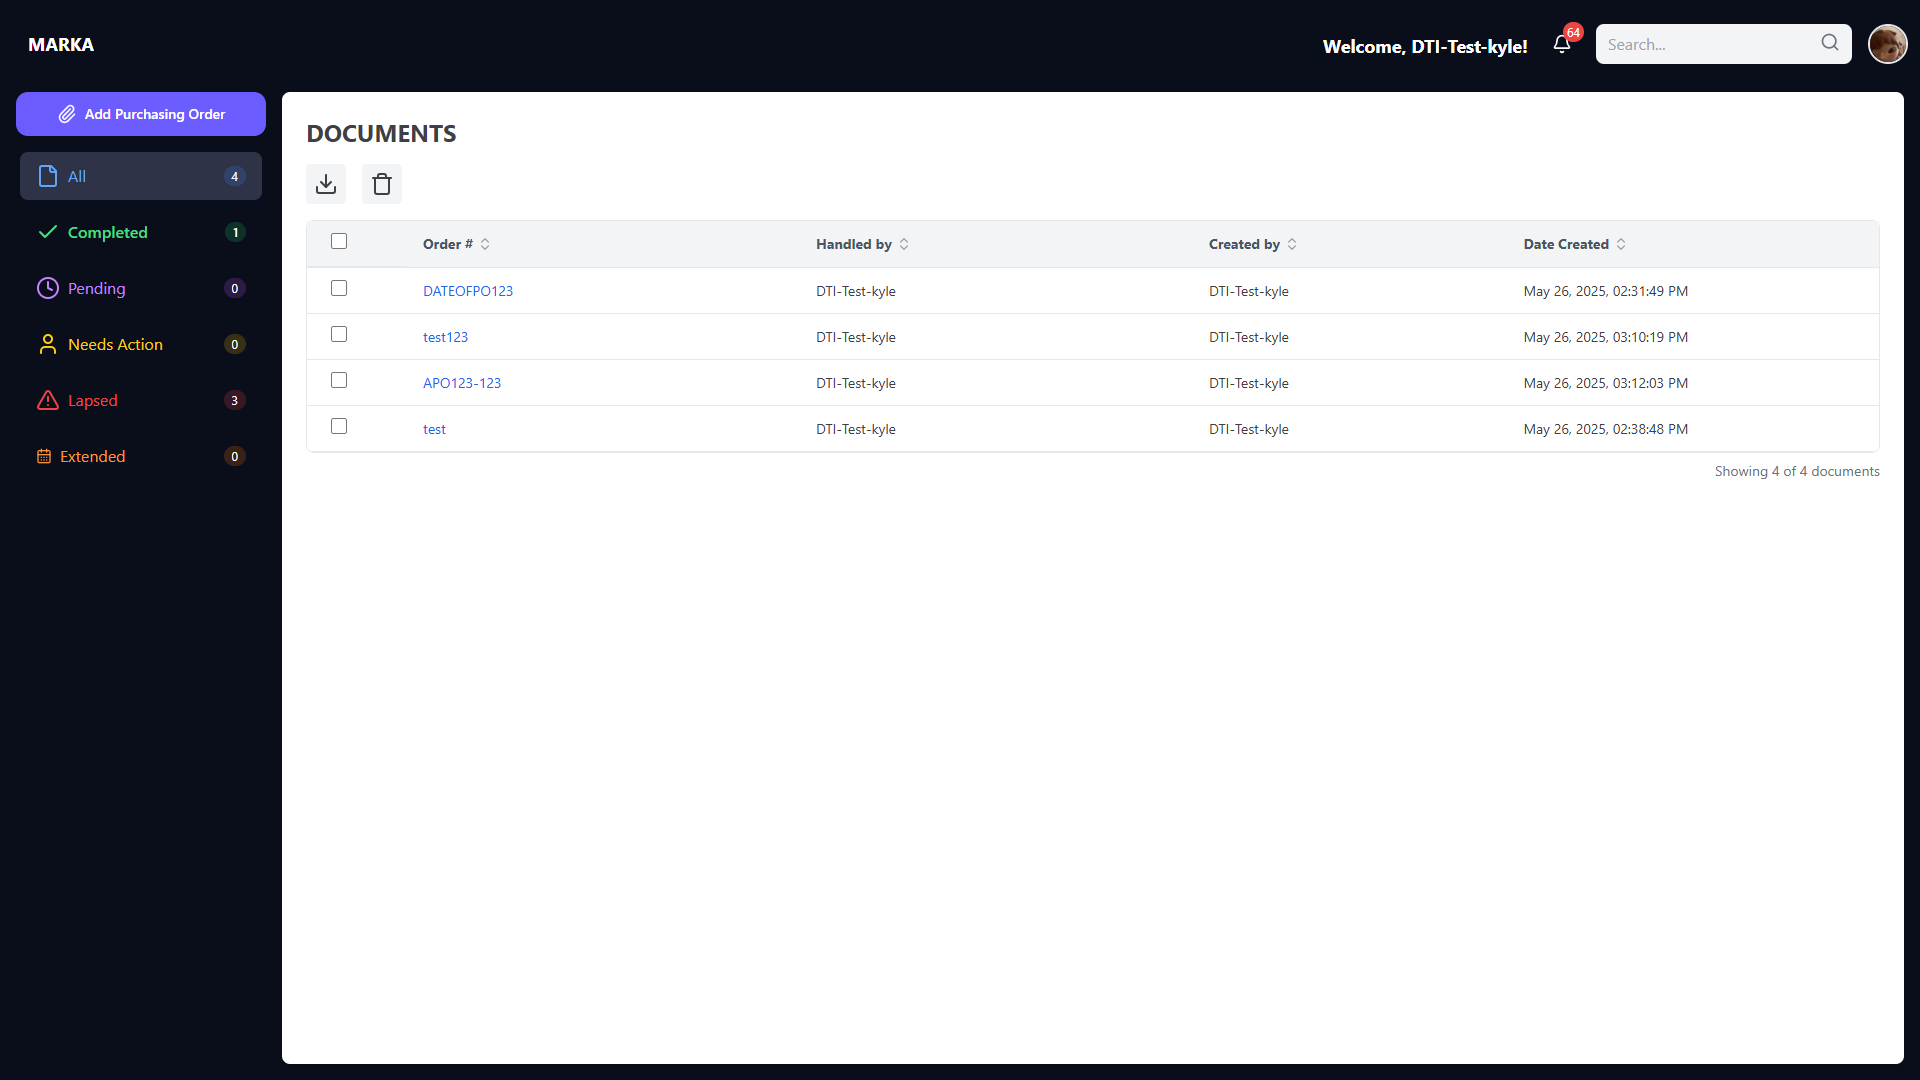 MARKA
Welcome, DTI-Test-kyle!
64
Search...
Add Purchasing Order
All 4
Completed 1
Pending 0
Needs Action 0
Lapsed 3
Extended 0
DOCUMENTS
Order # Handled by Created by Date Created
DATEOFPO123 DTI-Test-kyle DTI-Test-kyle May 26, 2025, 02:31:49 PM
test123 DTI-Test-kyle DTI-Test-kyle May 26, 2025, 03:10:19 PM
APO123-123 DTI-Test-kyle DTI-Test-kyle May 26, 2025, 03:12:03 PM
test DTI-Test-kyle DTI-Test-kyle May 26, 2025, 02:38:48 PM
Showing 4 of 4 documents